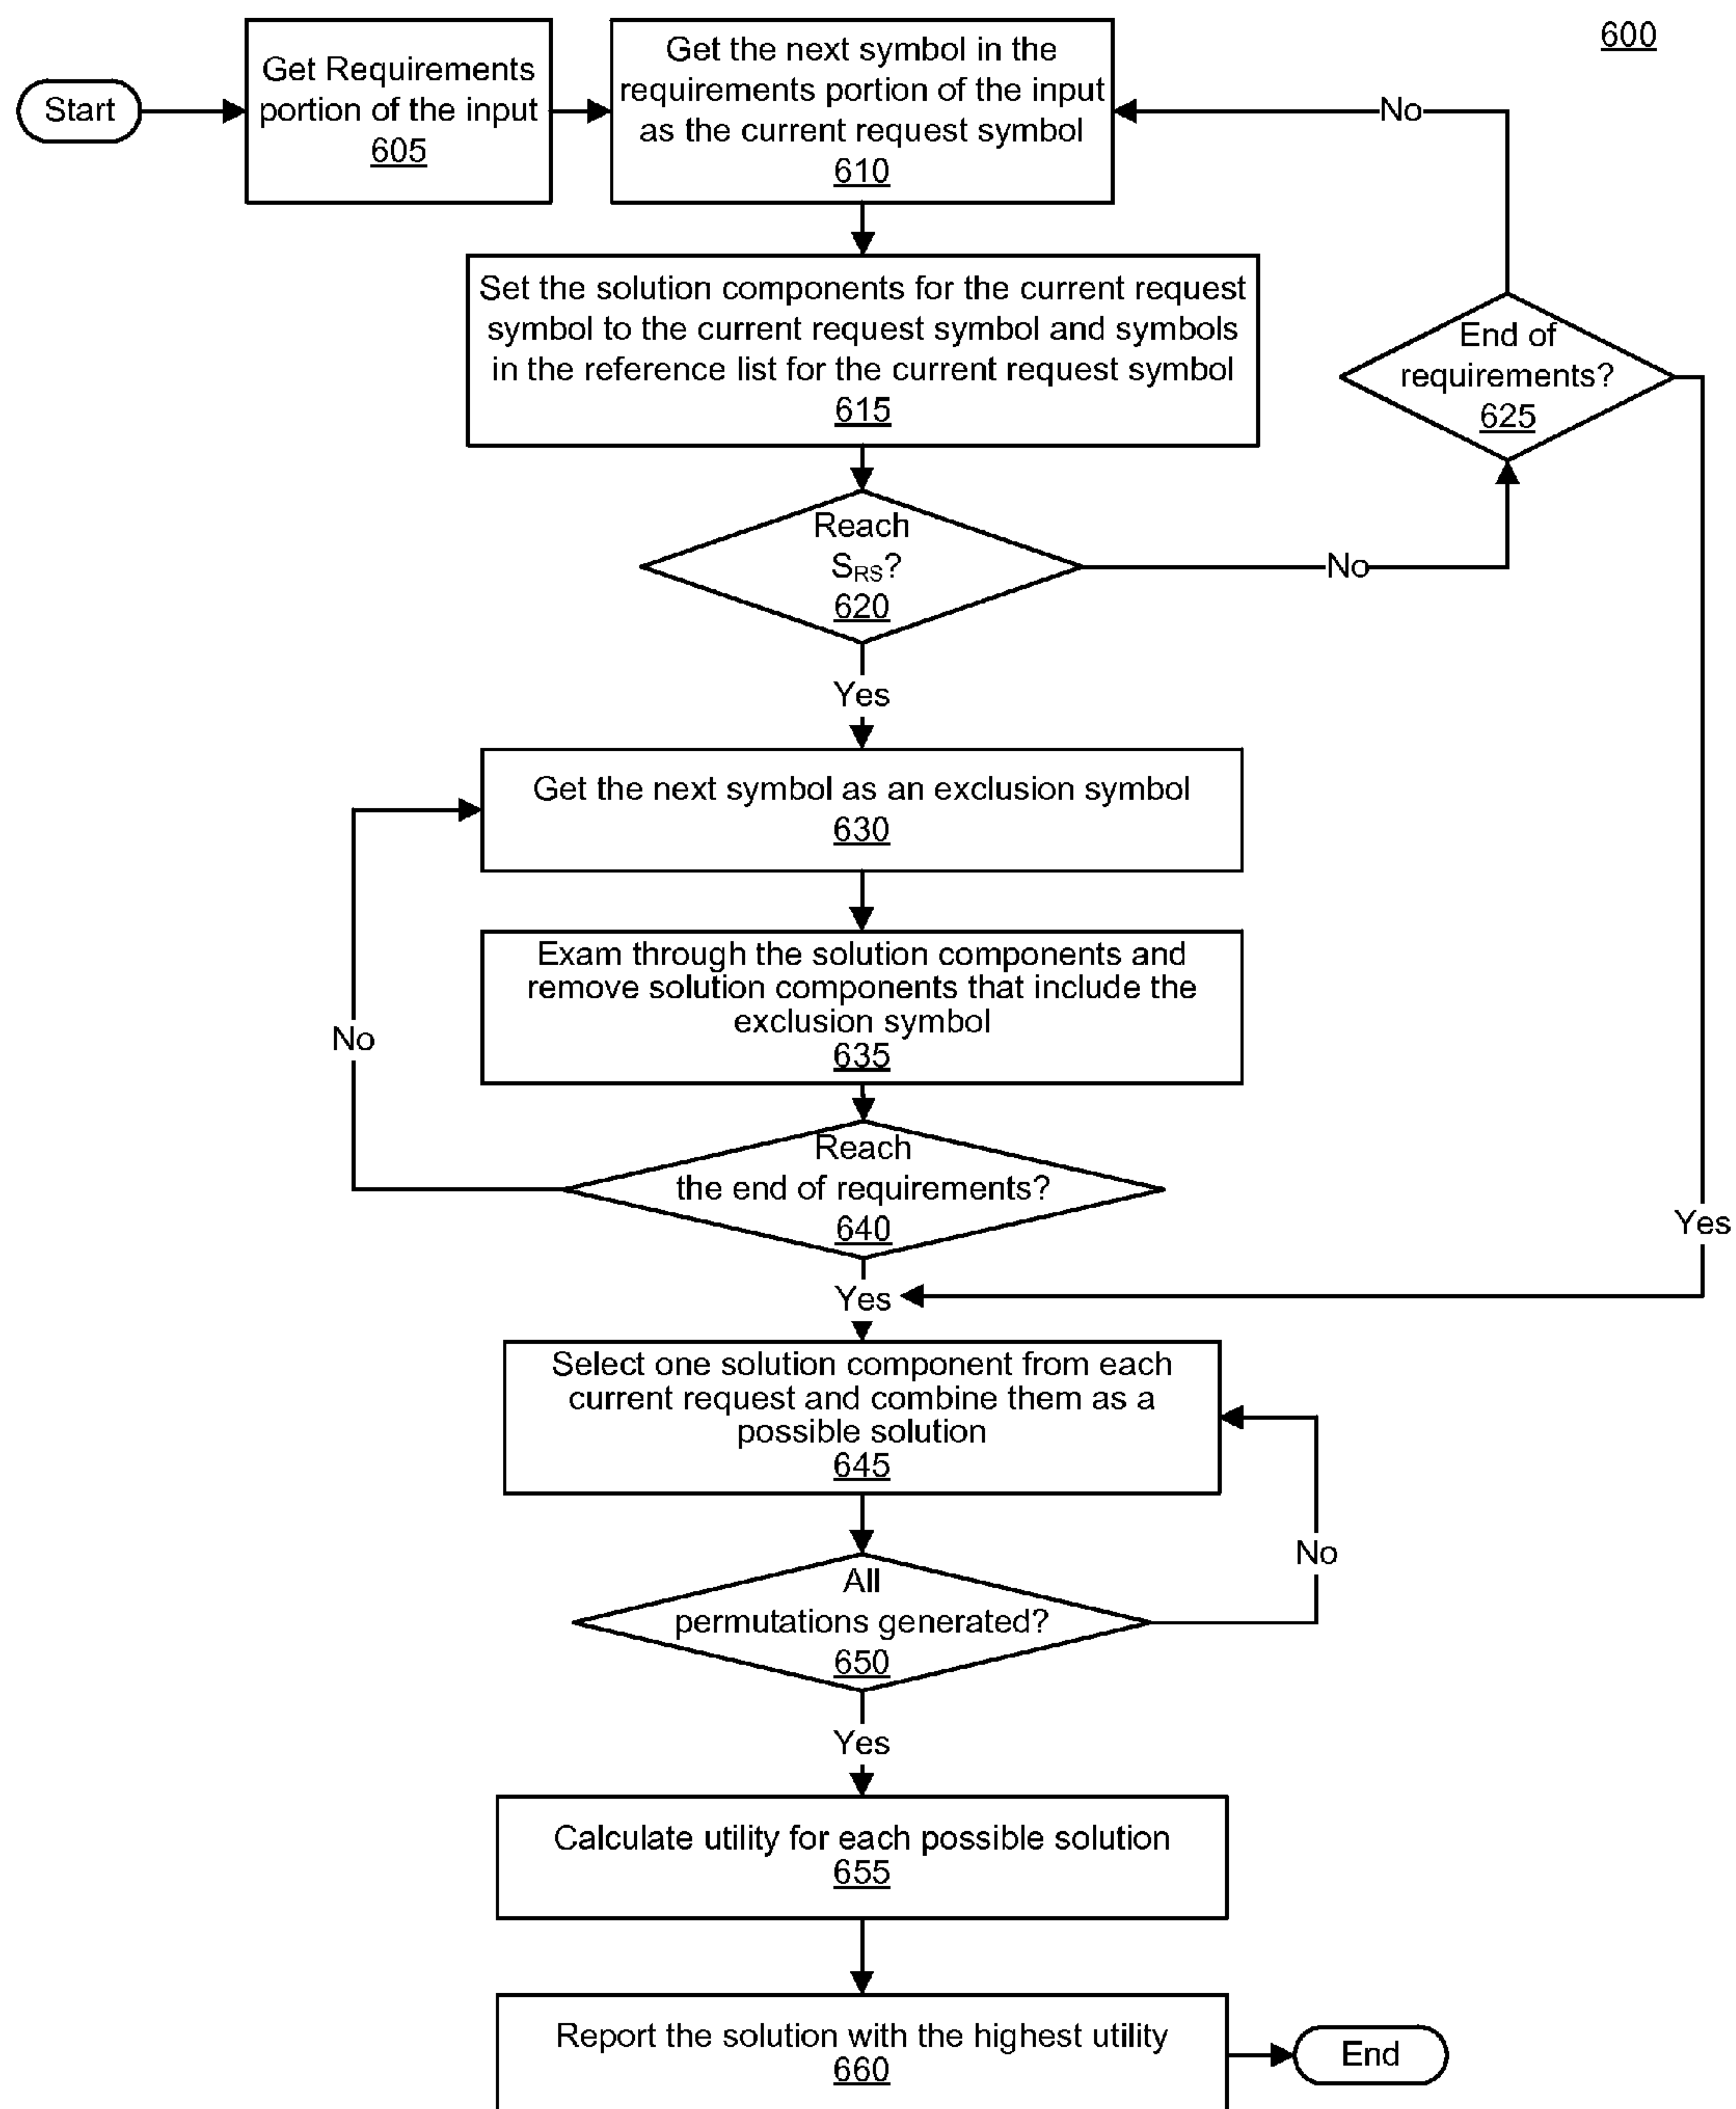 600
Start
Get Requirements
portion of the input
605
Get the next symbol in the
requirements portion of the input
as the current request symbol
610
No
Set the solution components for the current request
symbol to the current request symbol and symbols
in the reference list for the current request symbol
615
End of
requirements?
625
Reach
S_RS?
620
No
Yes
Get the next symbol as an exclusion symbol
630
Exam through the solution components and
remove solution components that include the
exclusion symbol
635
No
Reach
the end of requirements?
640
Yes
Yes
Select one solution component from each
current request and combine them as a
possible solution
645
No
All
permutations generated?
650
Yes
Calculate utility for each possible solution
655
Report the solution with the highest utility
660
End